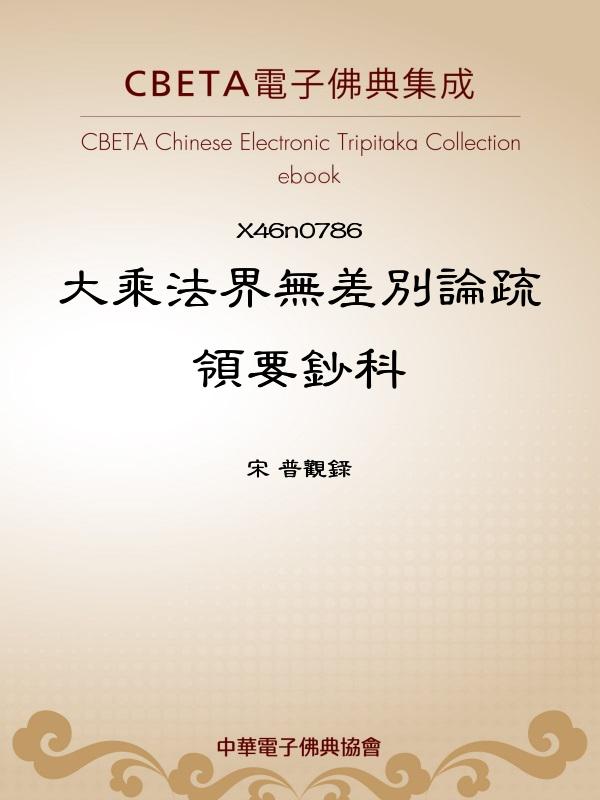 CBETA電子佛典集成
CBETA Chinese Electronic Tripitaka Collection
ebook
X46n0786
大乘法界無差別論疏
領要鈔科
宋 普觀錄
中華電子佛典協會